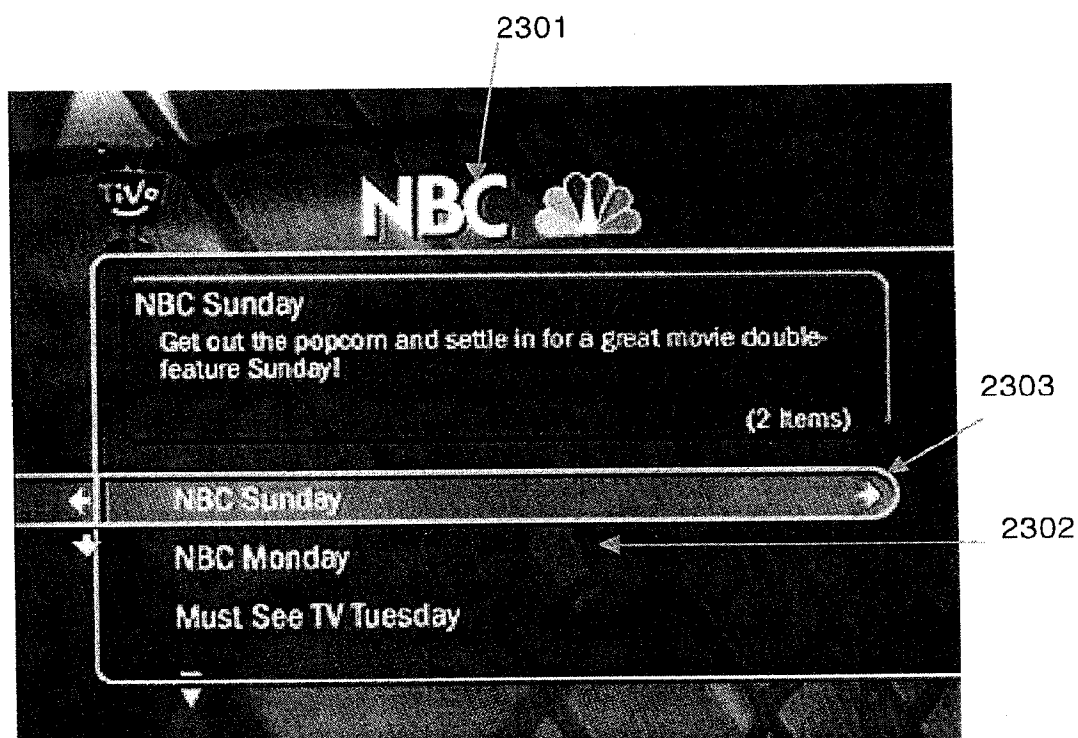 2301
TiVo
NBC
NBC Sunday
Get out the popcorn and settle in for a great movie double-
feature Sunday!
(2 Items)
2303
NBC Sunday
2302
NBC Monday
Must See TV Tuesday